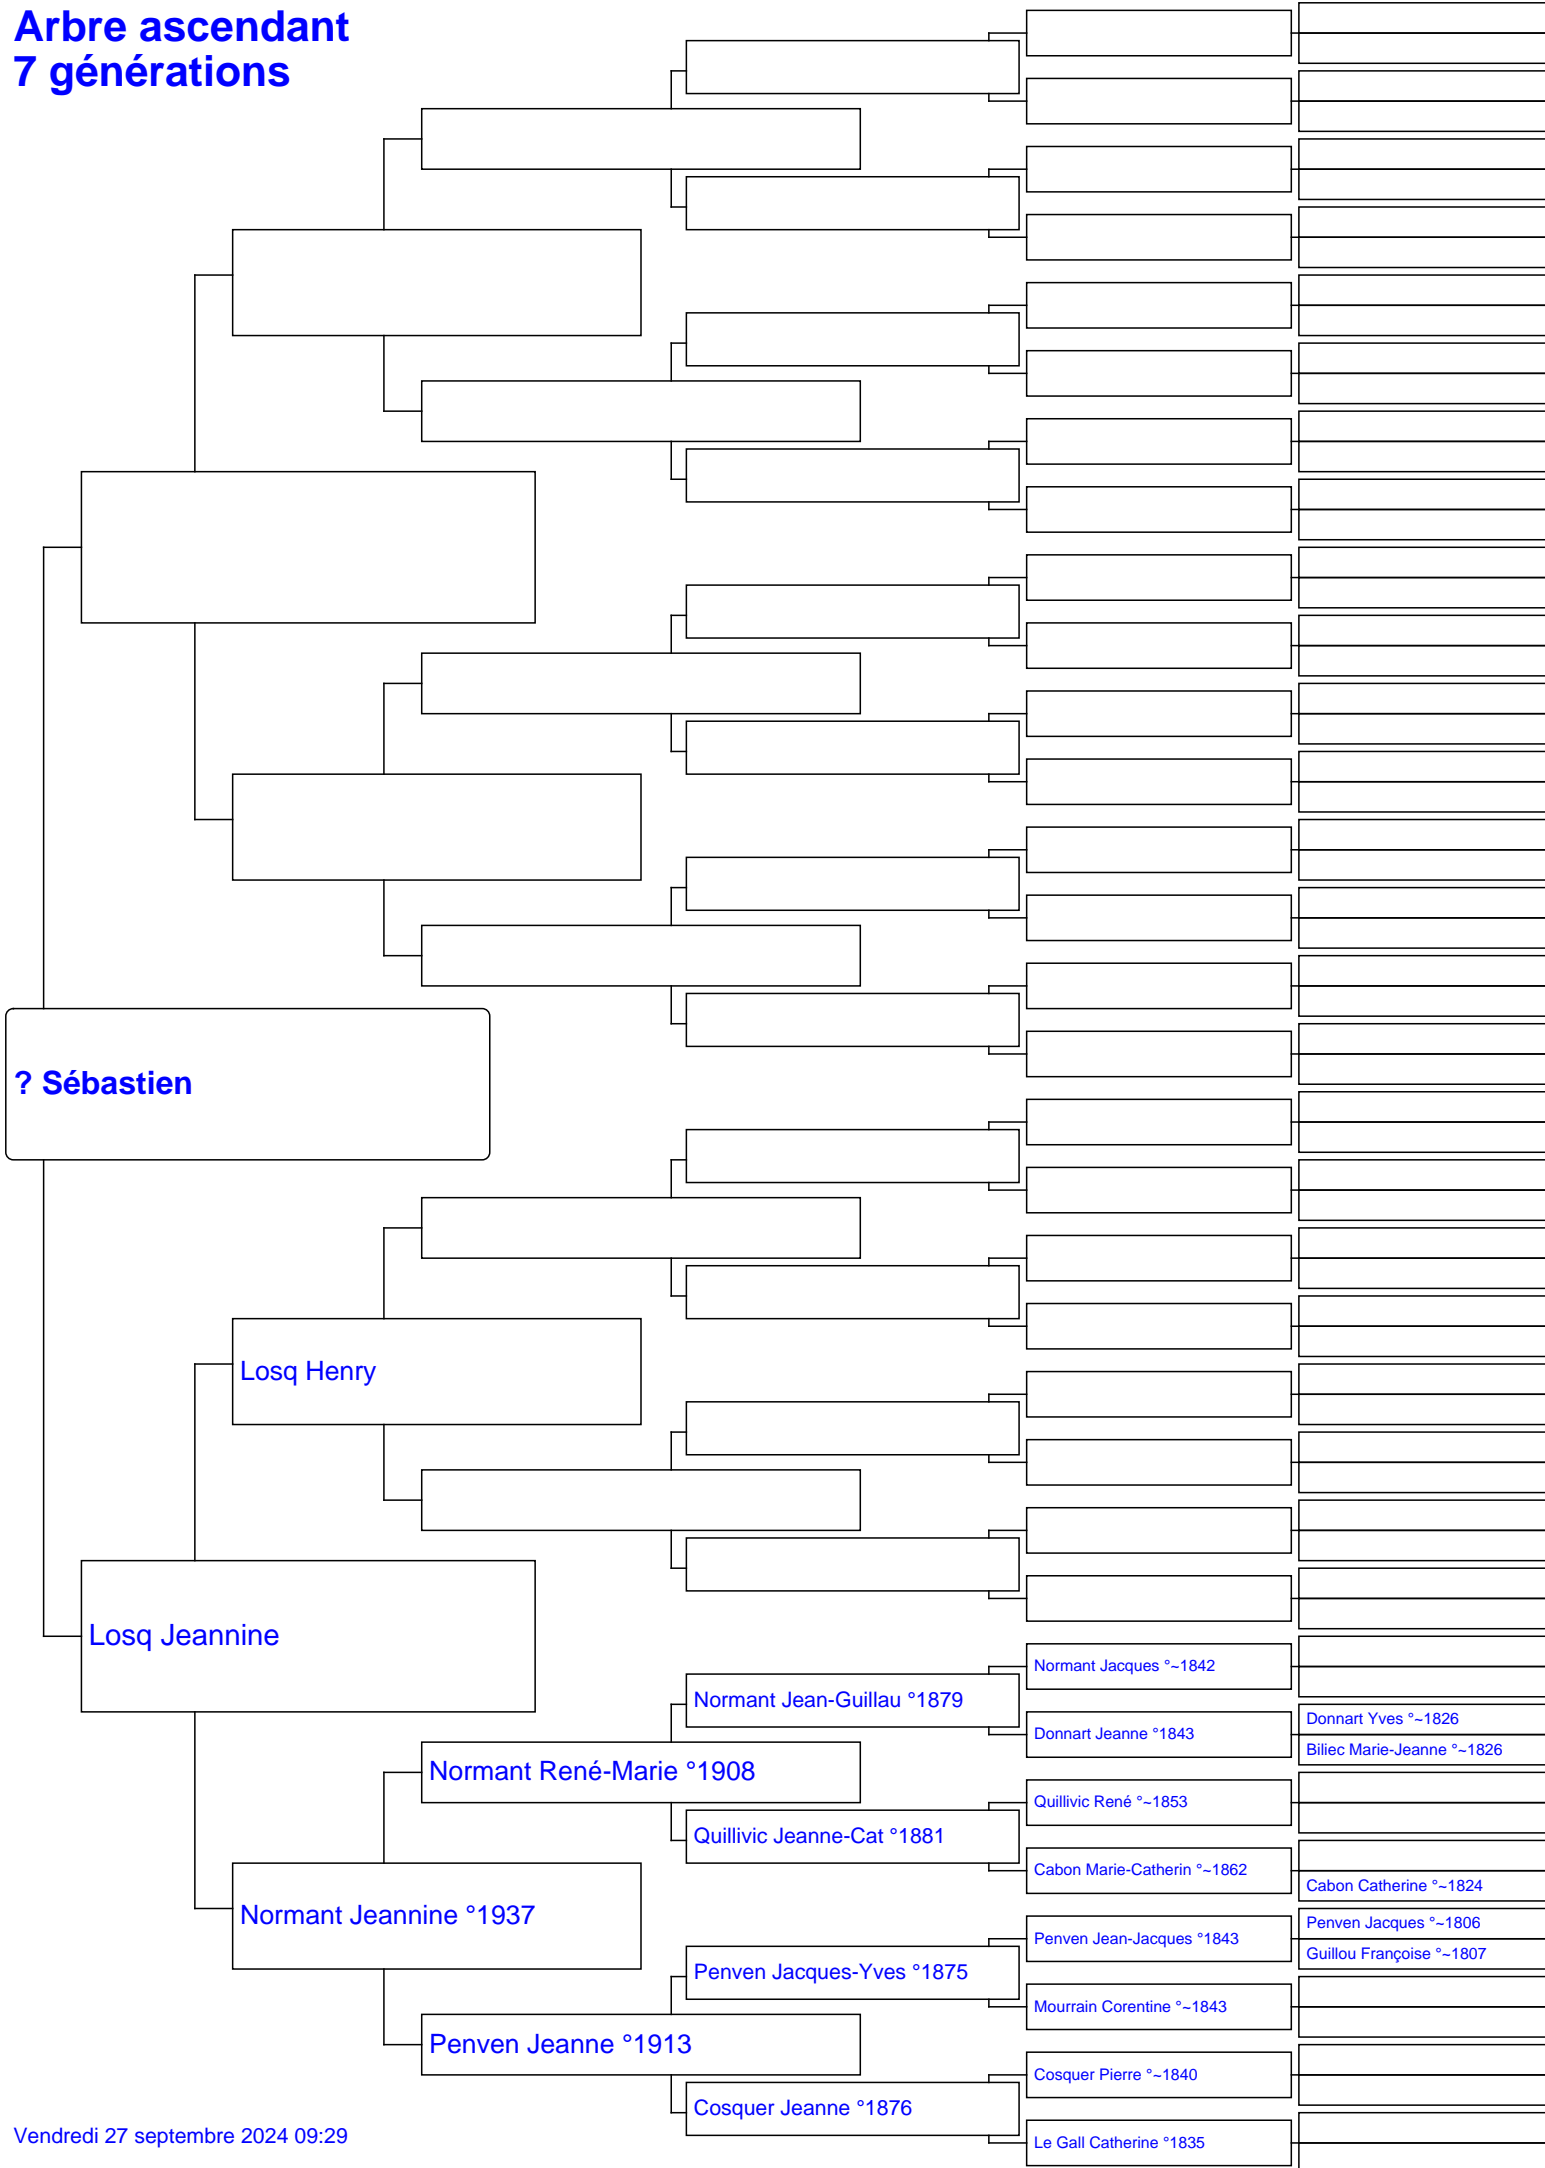 Arbre ascendant
7 générations
? Sébastien
Losq Henry
Losq Jeannine
Normant Jacques °~1842
Normant Jean-Guillau °1879
Donnart Yves °~1826
Donnart Jeanne °1843
Biliec Marie-Jeanne °~1826
Normant René-Marie °1908
Quillivic René °~1853
Quillivic Jeanne-Cat °1881
Cabon Marie-Catherin °~1862
Cabon Catherine °~1824
Normant Jeannine °1937
Penven Jacques °~1806
Penven Jean-Jacques °1843
Guillou Françoise °~1807
Penven Jacques-Yves °1875
Mourrain Corentine °~1843
Penven Jeanne °1913
Cosquer Pierre °~1840
Cosquer Jeanne °1876
Le Gall Catherine °1835
Vendredi 27 septembre 2024 09:29